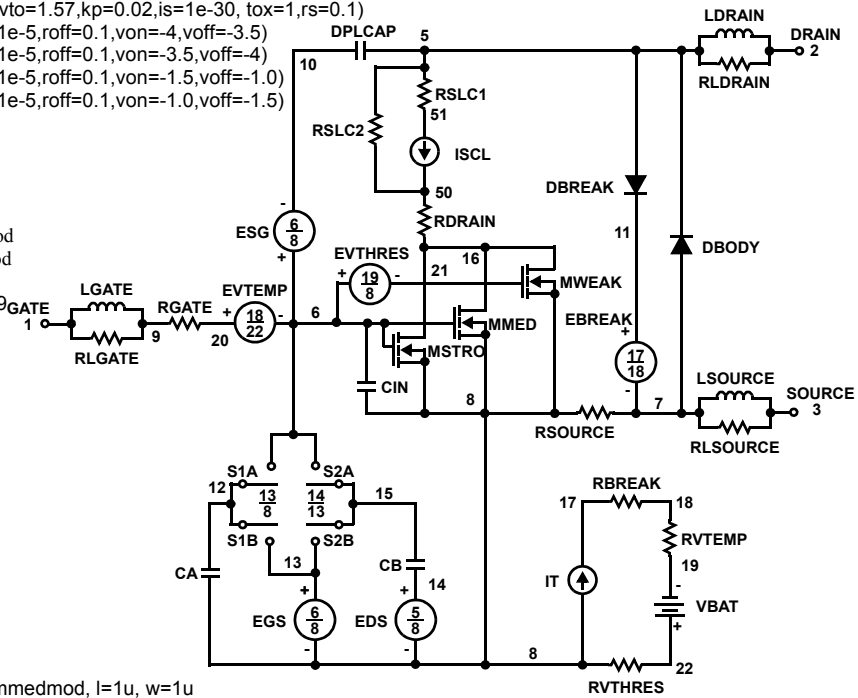 vto=1.57,kp=0.02,is=1e-30, tox=1,rs=0.1)
1e-5,roff=0.1,von=-4,voff=-3.5)
1e-5,roff=0.1,von=-3.5,voff=-4)
1e-5,roff=0.1,von=-1.5,voff=-1.0)
1e-5,roff=0.1,von=-1.0,voff=-1.5)
LDRAIN
DPLCAP 5 DRAIN
2
10
RLDRAIN
RSLC1
51
RSLC2
ISCL
50
RDRAIN
DBREAK
11
DBODY
od
od
-
ESG 6/8
+
EVTHRES
+ 19/8 -
21
16
MWEAK
EBREAK
+
17/18
-
9
GATE
1
LGATE
RLGATE
9
RGATE
20
EVTEMP
+ 18/22 -
6
MMED
MSTRO
CIN
8
RSOURCE
7
LSOURCE
SOURCE
3
RLSOURCE
S1A
S2A
12
13/8
14/13
15
S1B
S2B
13
CA
CB
14
+
EGS 6/8
-
+
EDS 5/8
-
RBREAK
17
18
RVTEMP
19
IT
-
VBAT
+
8
22
RVTHRES
mmedmod, l=1u, w=1u